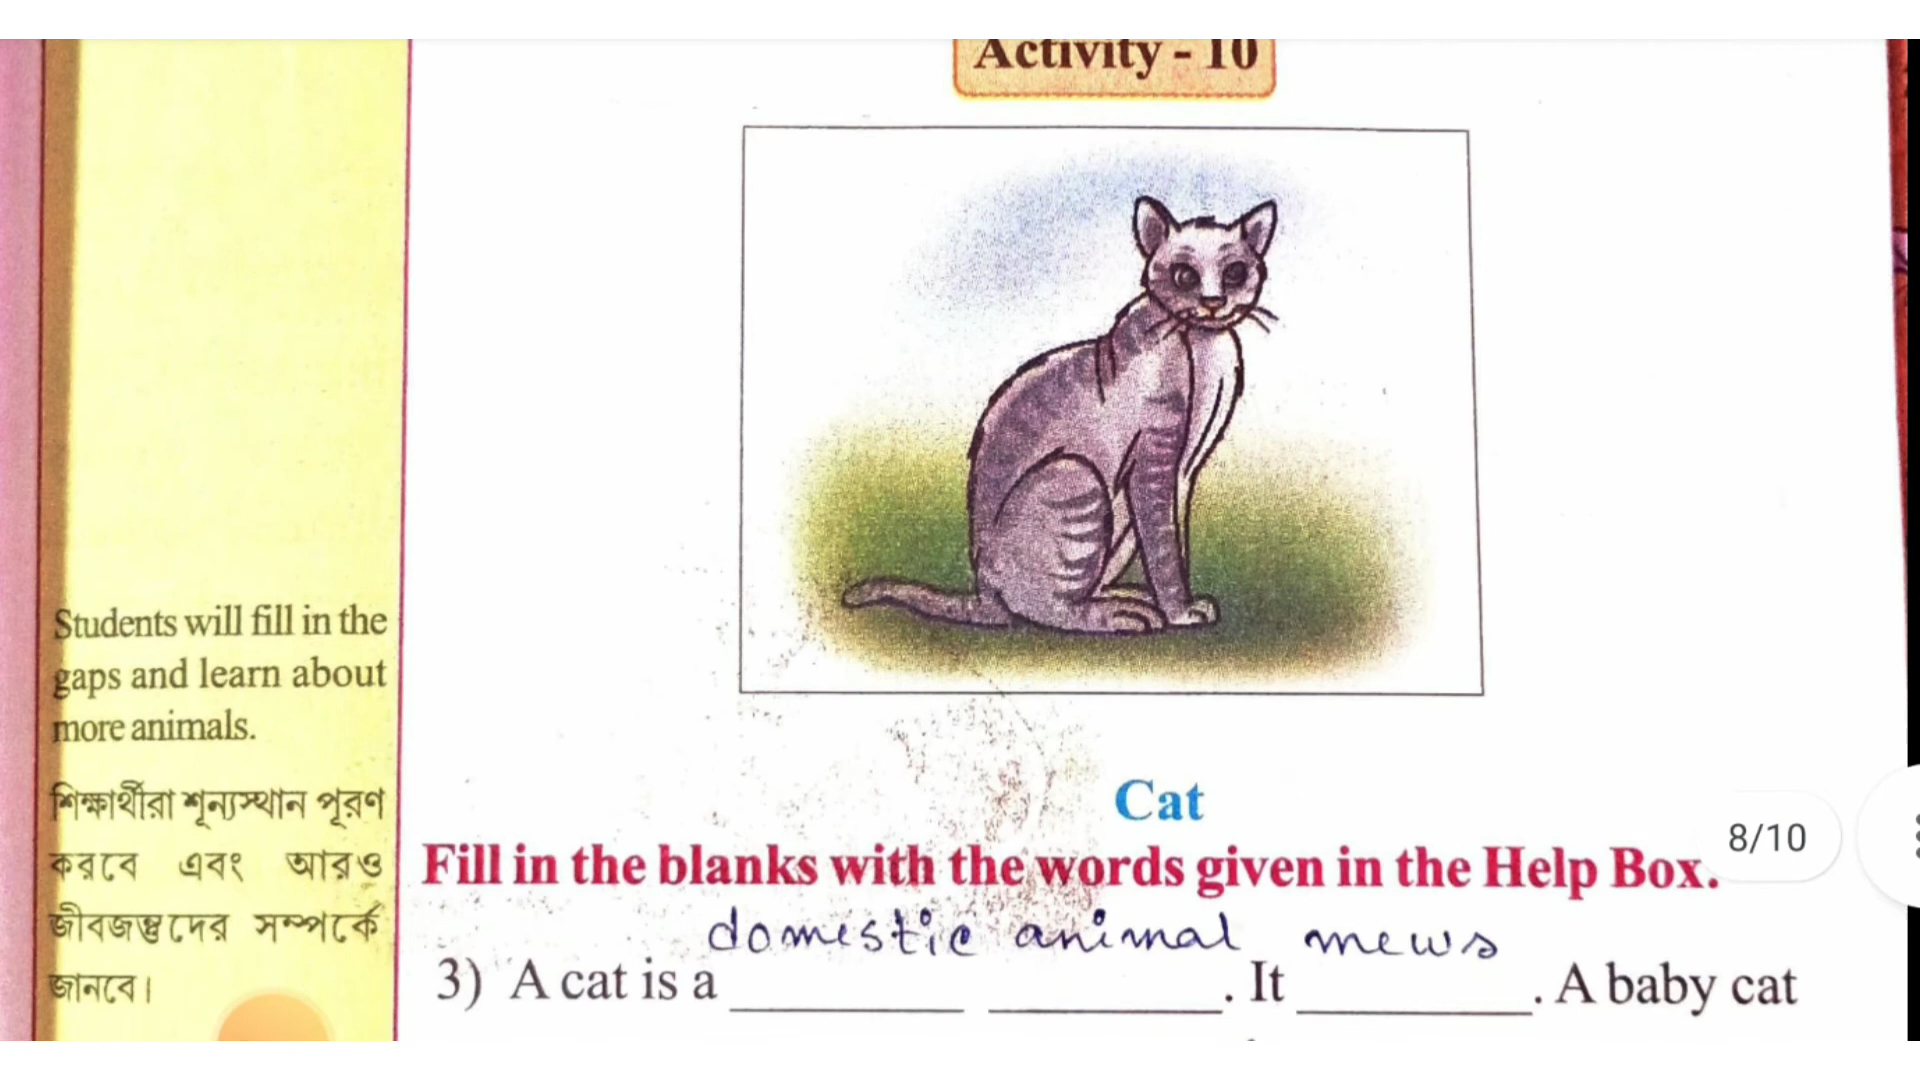 Activity - 10
Students will fill in the
gaps and learn about
more animals.
শিক্ষার্থীরা শূন্যস্থান পূরণ
করবে এবং আরও
জীবজন্তুদের সম্পর্কে
জানবে।
Cat
8/10
Fill in the blanks with the words given in the Help Box.
domestic animal mews
3) A cat is a ________ ________. It ________. A baby cat